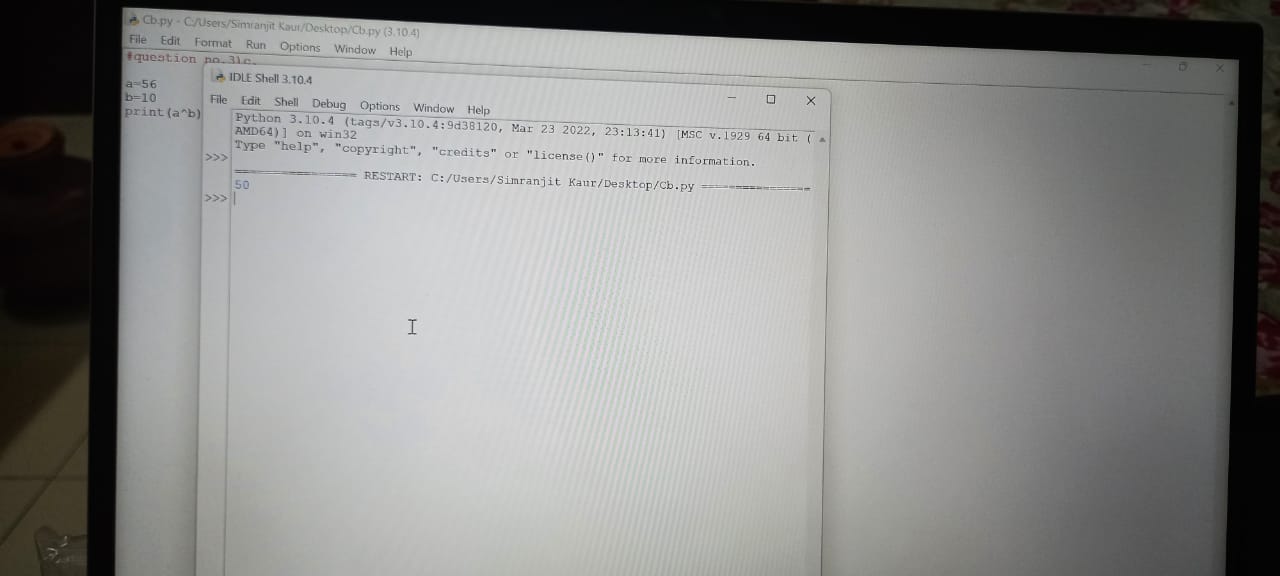 Cb.py - C:/Users/Simranjit Kaur/Desktop/Cb.py (3.10.4)
File Edit Format Run Options Window Help
#question no.31c.
a=56
b=10
print(a^b)
IDLE Shell 3.10.4
File Edit Shell Debug Options Window Help
Python 3.10.4 (tags/v3.10.4:9d38120, Mar 23 2022, 23:13:41) [MSC v.1929 64 bit (
AMD64)] on win32
Type "help", "copyright", "credits" or "license()" for more information.
>>>
================ RESTART: C:/Users/Simranjit Kaur/Desktop/Cb.py ================
50
>>>